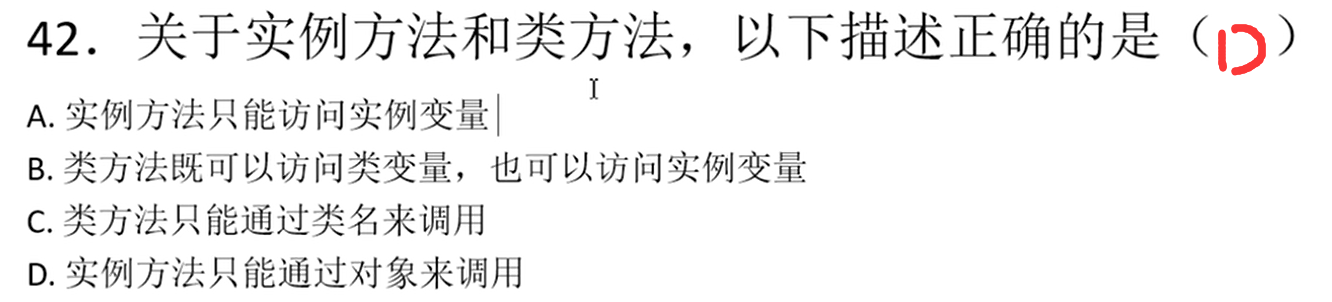 42. 关于实例方法和类方法，以下描述正确的是（D）
A. 实例方法只能访问实例变量
B. 类方法既可以访问类变量，也可以访问实例变量
C. 类方法只能通过类名来调用
D. 实例方法只能通过对象来调用